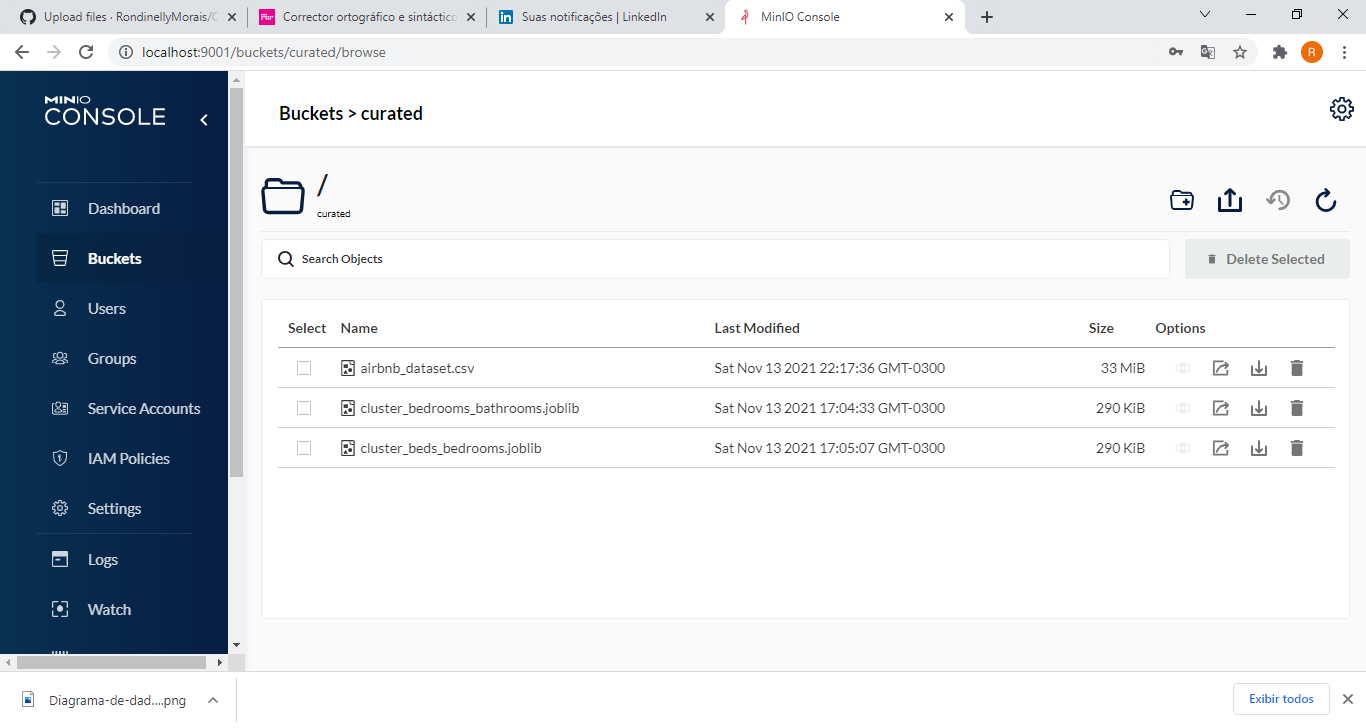 Upload files · RondinellyMorais/C
Corrector ortográfico e sintáctico
Suas notificações | LinkedIn
MinIO Console
localhost:9001/buckets/curated/browse
R
MINIO
CONSOLE
Dashboard
Buckets
Users
Groups
Service Accounts
IAM Policies
Settings
Logs
Watch
Buckets > curated
/
curated
Search Objects
Delete Selected
Select Name Last Modified Size Options
airbnb_dataset.csv Sat Nov 13 2021 22:17:36 GMT-0300 33 MiB
cluster_bedrooms_bathrooms.joblib Sat Nov 13 2021 17:04:33 GMT-0300 290 KiB
cluster_beds_bedrooms.joblib Sat Nov 13 2021 17:05:07 GMT-0300 290 KiB
Diagrama-de-dad....png
Exibir todos